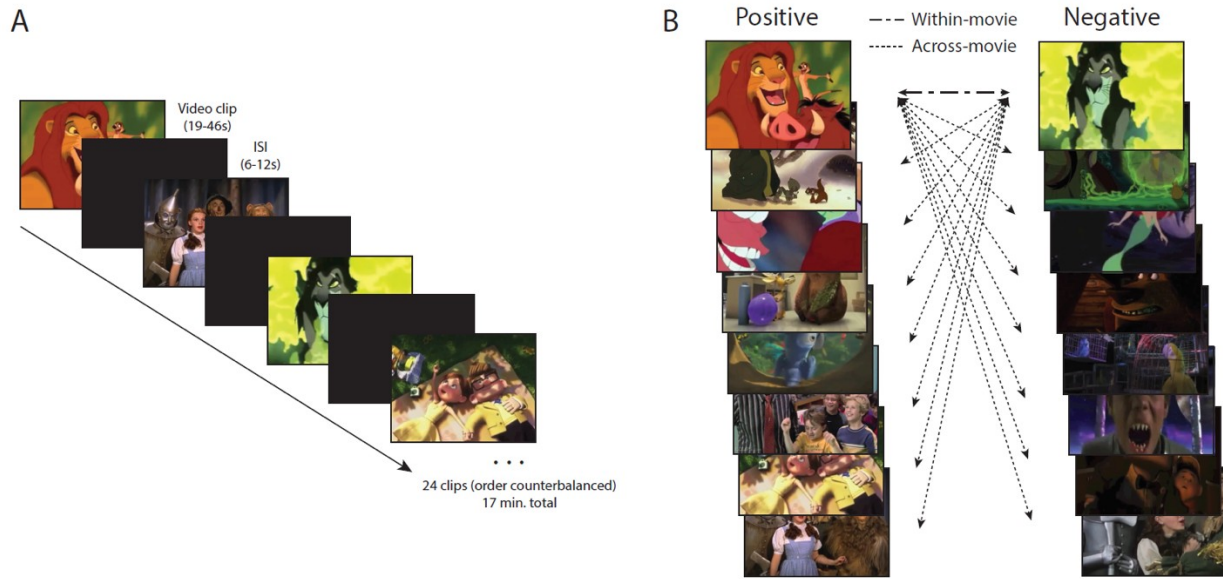 A
Video clip
(19-46s)
ISI
(6-12s)
. . .
24 clips (order counterbalanced)
17 min. total
B
Positive
Within-movie
Across-movie
Negative